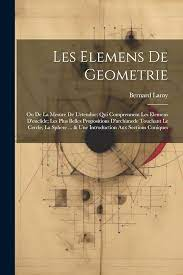 Les Elemens De
Geometrie
Ou De La Mesure De L'etendue; Qui Comprennent Les Elemens
D'euclide; Les Plus Belles Propositions D'archimede Touchant Le
Cercle, La Sphere ... & Une Introduction Aux Sections Coniques
Bernard Lamy